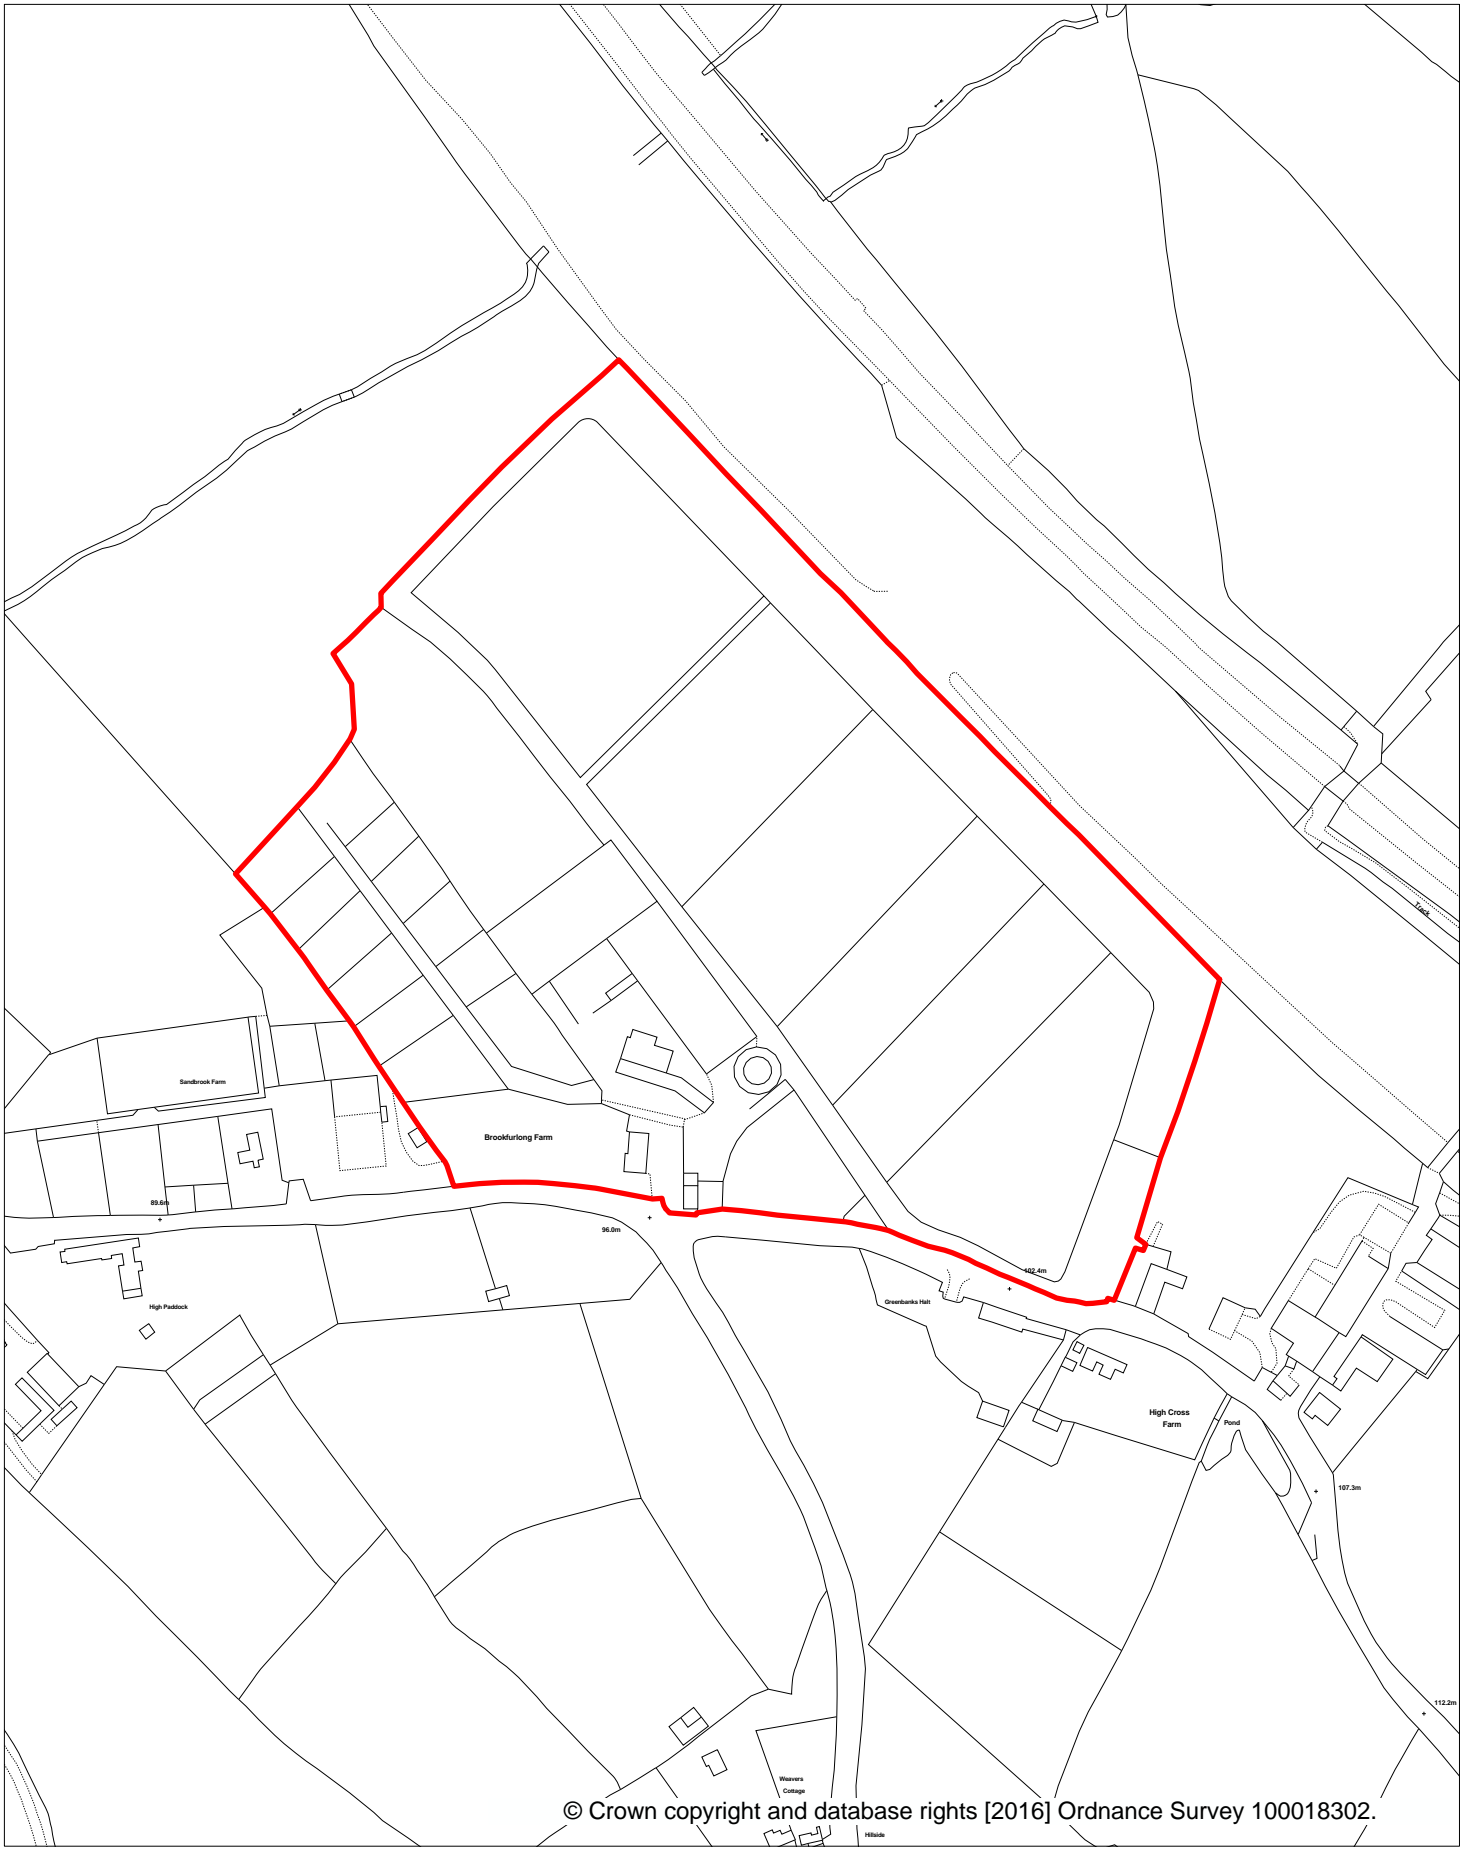 Track
Sandbrook Farm
Brookfurlong Farm
89.6m
96.0m
102.4m
High Paddock
Greenbanks Halt
High Cross
Farm
Pond
107.3m
112.2m
Weavers
Cottage
© Crown copyright and database rights [2016] Ordnance Survey 100018302.
Hillside